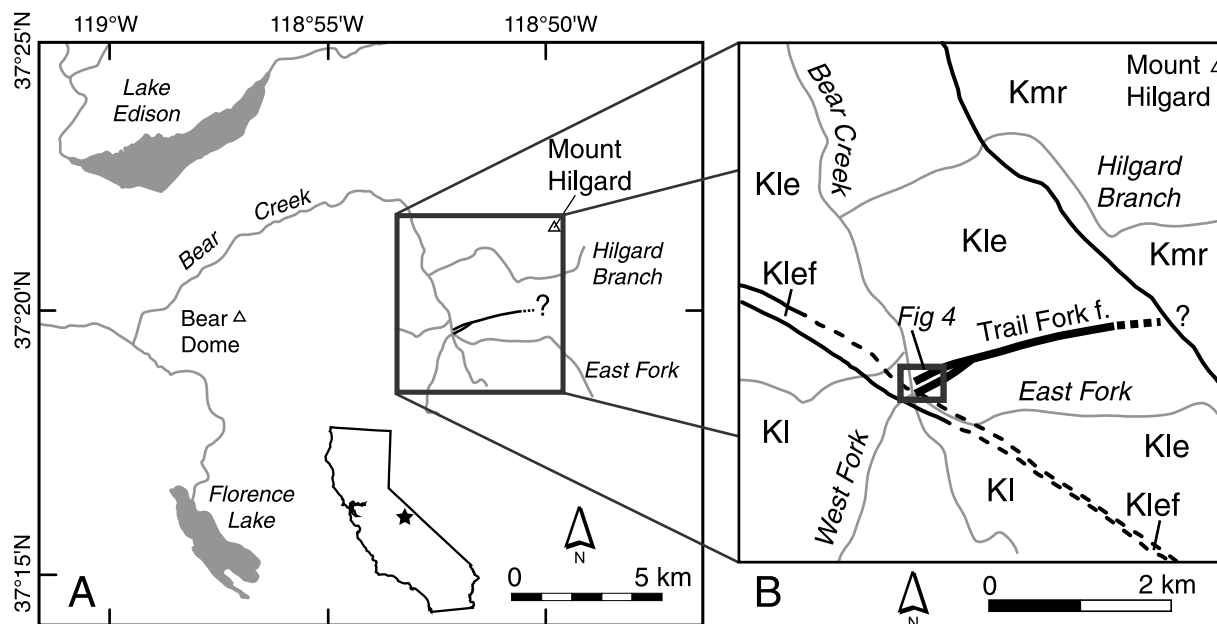 119°W
118°55'W
118°50'W
37°25'N
37°20'N
37°15'N
Lake
Edison
Bear Creek
Mount
Hilgard
Hilgard
Branch
Bear
Dome
?
East Fork
Florence
Lake
A
N
0 5 km
Mount
Hilgard
Kmr
Bear Creek
Hilgard
Branch
Kle
Kle
Kmr
Klef
Fig 4
Trail Fork f.
?
East Fork
Kl
West Fork
Kle
Kl
Klef
B
N
0 2 km